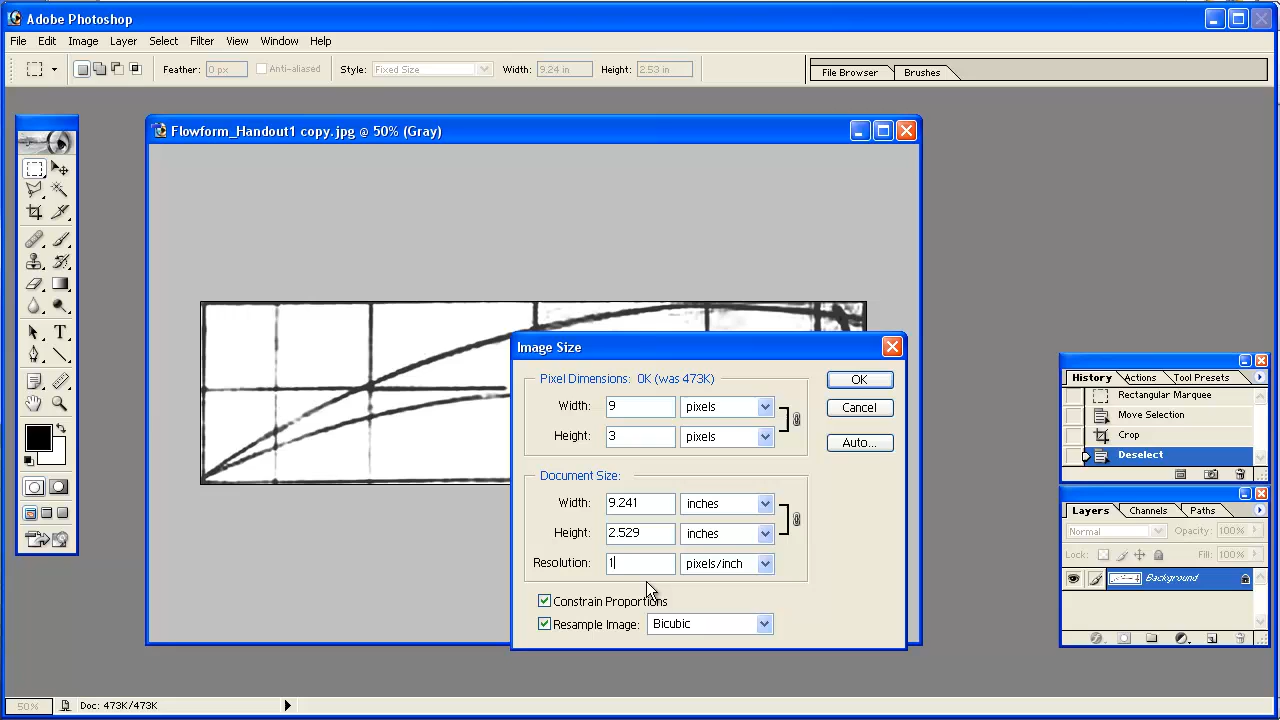 Adobe Photoshop
File Edit Image Layer Select Filter View Window Help
Feather: 0 px Anti-aliased Style: Fixed Size Width: 9.24 in Height: 2.53 in File Browser Brushes
Flowform_Handout1 copy.jpg @ 50% (Gray)
Image Size
Pixel Dimensions: 0K (was 473K)
OK
Width: 9 pixels
Cancel
Height: 3 pixels
Auto...
Document Size:
Width: 9.241 inches
Height: 2.529 inches
Resolution: 1 pixels/inch
Constrain Proportions
Resample Image: Bicubic
T
History Actions Tool Presets
Rectangular Marquee
Move Selection
Crop
Deselect
Layers Channels Paths
Normal Opacity: 100%
Lock: Fill: 100%
Background
50% Doc: 473K/473K